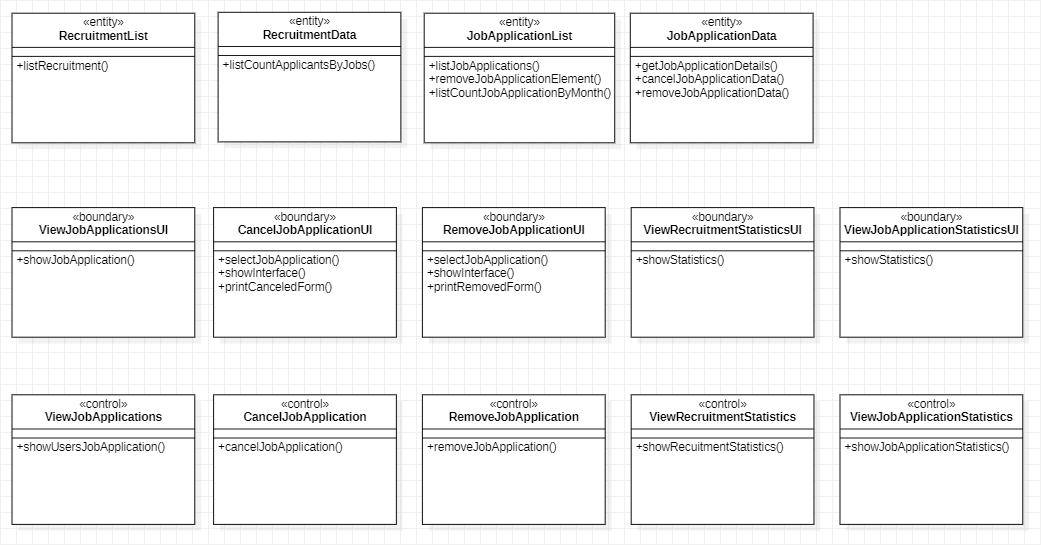 «entity»
RecruitmentList
+listRecruitment()
«entity»
RecruitmentData
+listCountApplicantsByJobs()
«entity»
JobApplicationList
+listJobApplications()
+removeJobApplicationElement()
+listCountJobApplicationByMonth()
«entity»
JobApplicationData
+getJobApplicationDetails()
+cancelJobApplicationData()
+removeJobApplicationData()
«boundary»
ViewJobApplicationsUI
+showJobApplication()
«boundary»
CancelJobApplicationUI
+selectJobApplication()
+showInterface()
+printCanceledForm()
«boundary»
RemoveJobApplicationUI
+selectJobApplication()
+showInterface()
+printRemovedForm()
«boundary»
ViewRecruitmentStatisticsUI
+showStatistics()
«boundary»
ViewJobApplicationStatisticsUI
+showStatistics()
«control»
ViewJobApplications
+showUsersJobApplication()
«control»
CancelJobApplication
+cancelJobApplication()
«control»
RemoveJobApplication
+removeJobApplication()
«control»
ViewRecruitmentStatistics
+showRecuitmentStatistics()
«control»
ViewJobApplicationStatistics
+showJobApplicationStatistics()